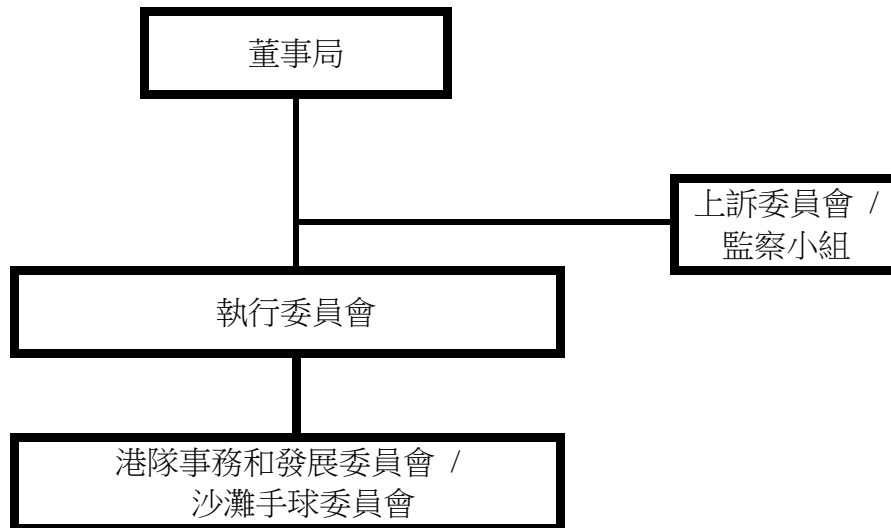 董事局
上訴委員會 /
監察小組
執行委員會
港隊事務和發展委員會 /
沙灘手球委員會